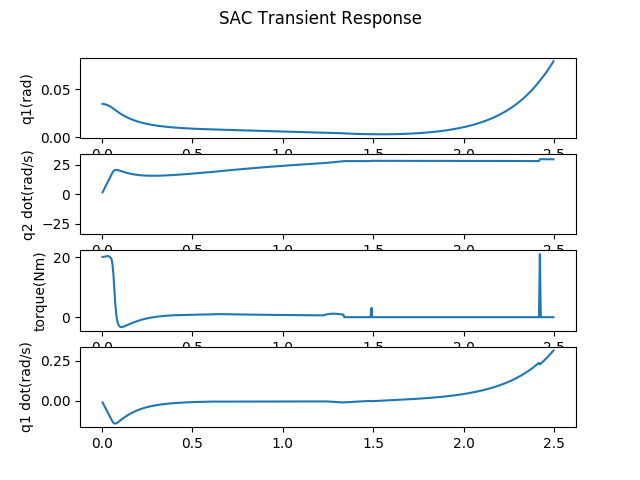 SAC Transient Response
q1(rad)
0.05
0.00
0.0 0.5 1.0 1.5 2.0 2.5
q2 dot(rad/s)
25
0
−25
0.0 0.5 1.0 1.5 2.0 2.5
torque(Nm)
20
0
0.0 0.5 1.0 1.5 2.0 2.5
q1 dot(rad/s)
0.25
0.00
0.0 0.5 1.0 1.5 2.0 2.5